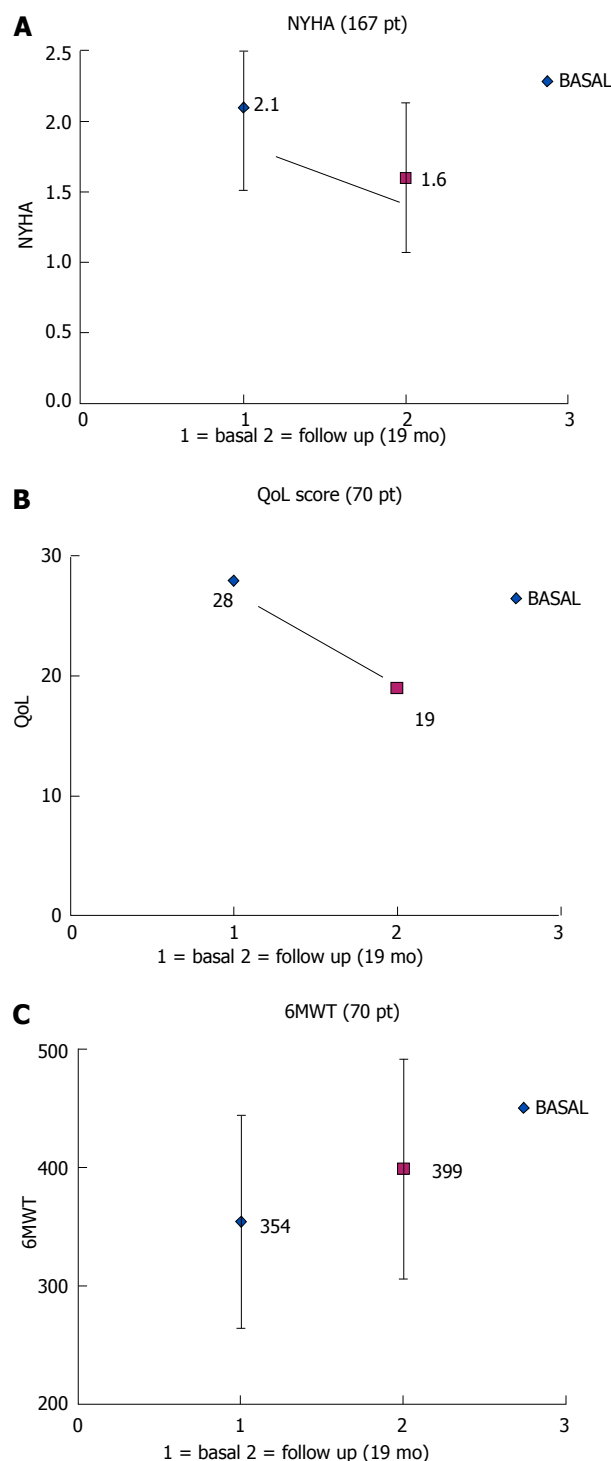 A
NYHA (167 pt)
2.5
2.0
1.5
1.0
0.5
0.0
NYHA
2.1
1.6
BASAL
0 1 2 3
1 = basal 2 = follow up (19 mo)
B
QoL score (70 pt)
30
20
10
0
QoL
28
19
BASAL
0 1 2 3
1 = basal 2 = follow up (19 mo)
C
6MWT (70 pt)
500
400
300
200
6MWT
354
399
BASAL
0 1 2 3
1 = basal 2 = follow up (19 mo)